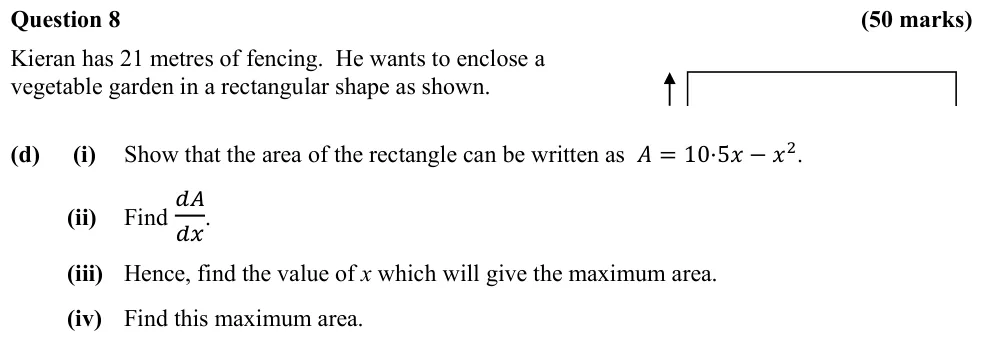 Question 8 (50 marks)
Kieran has 21 metres of fencing. He wants to enclose a
vegetable garden in a rectangular shape as shown.
(d) (i) Show that the area of the rectangle can be written as A = 10·5x − x².
(ii) Find dA/dx.
(iii) Hence, find the value of x which will give the maximum area.
(iv) Find this maximum area.